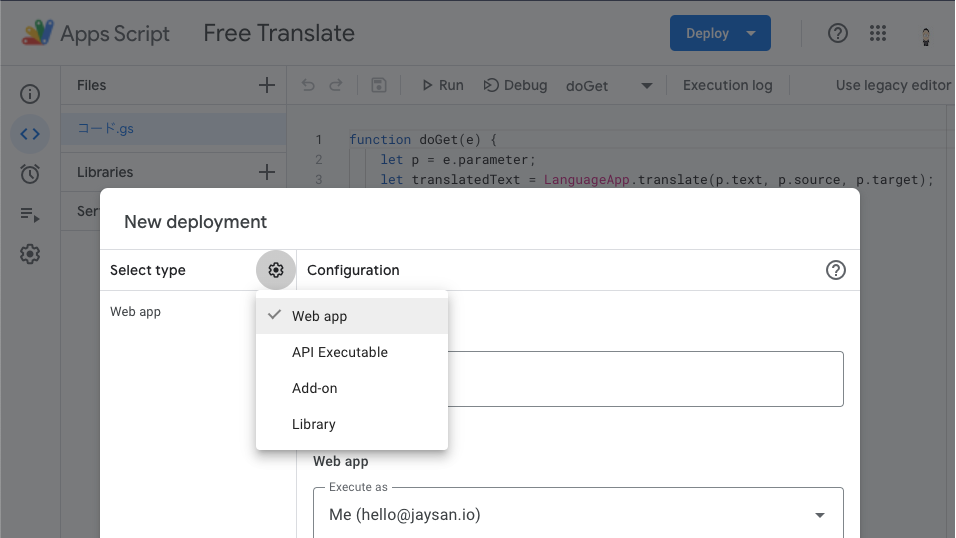 Apps Script
Free Translate
Deploy
Files
Run
Debug
doGet
Execution log
Use legacy editor
コード.gs
Libraries
1 function doGet(e) {
2 let p = e.parameter;
3 let translatedText = LanguageApp.translate(p.text, p.source, p.target);
New deployment
Select type
Configuration
Web app
Web app
API Executable
Add-on
Library
Web app
Execute as
Me (hello@jaysan.io)